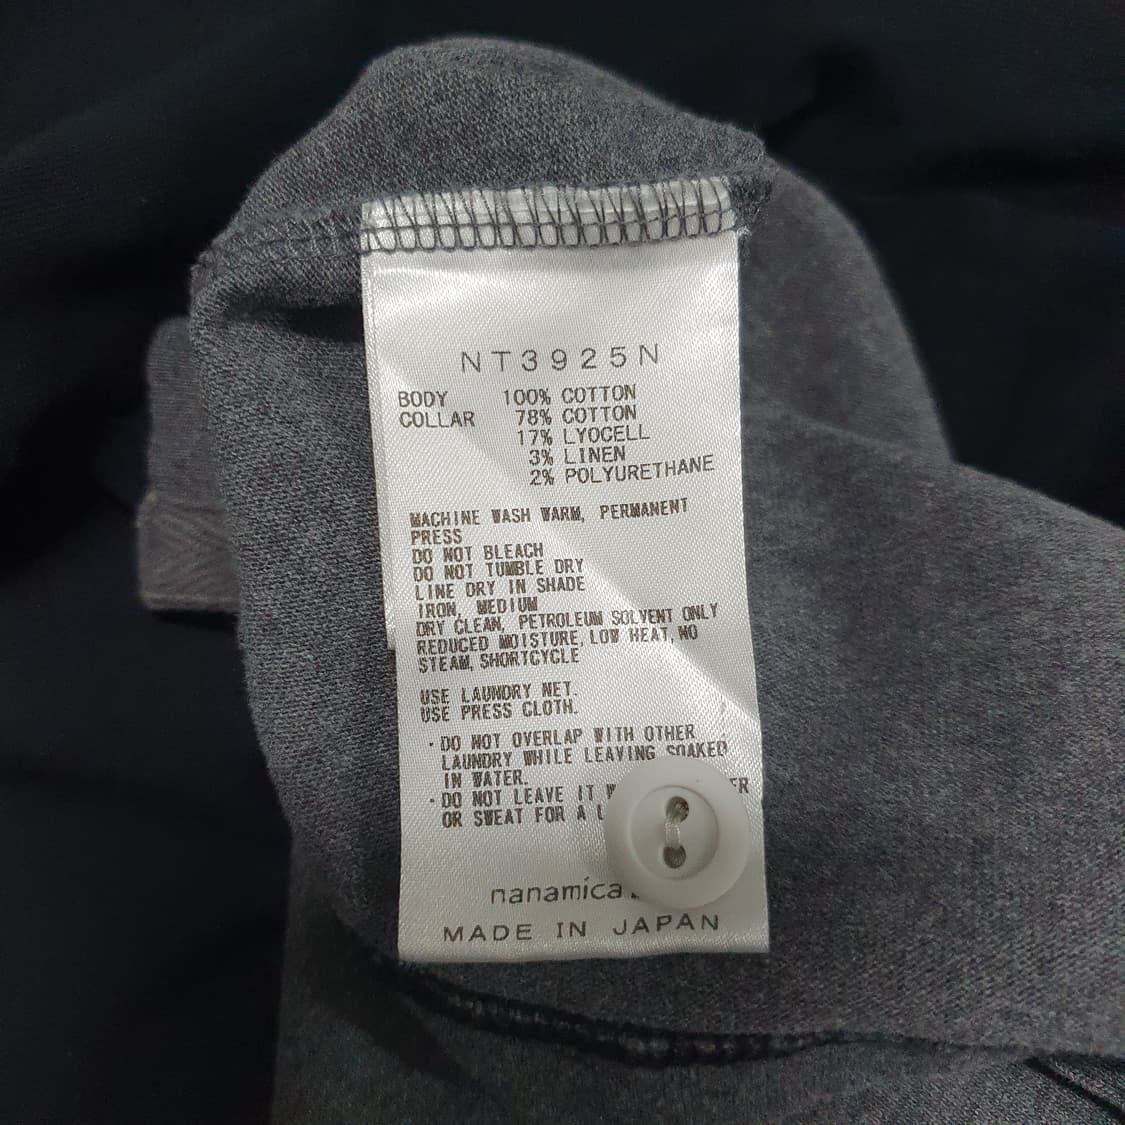 NT3925N
BODY 100% COTTON
COLLAR 78% COTTON
17% LYOCELL
3% LINEN
2% POLYURETHANE
MACHINE WASH WARM, PERMANENT
PRESS
DO NOT BLEACH
DO NOT TUMBLE DRY
LINE DRY IN SHADE
IRON, MEDIUM
DRY CLEAN, PETROLEUM SOLVENT ONLY
REDUCED MOISTURE, LOW HEAT, NO
STEAM, SHORTCYCLE
USE LAUNDRY NET.
USE PRESS CLOTH.
・DO NOT OVERLAP WITH OTHER
LAUNDRY WHILE LEAVING SOAKED
IN WATER.
・DO NOT LEAVE IT
OR SWEAT FOR A
nanamica
MADE IN JAPAN